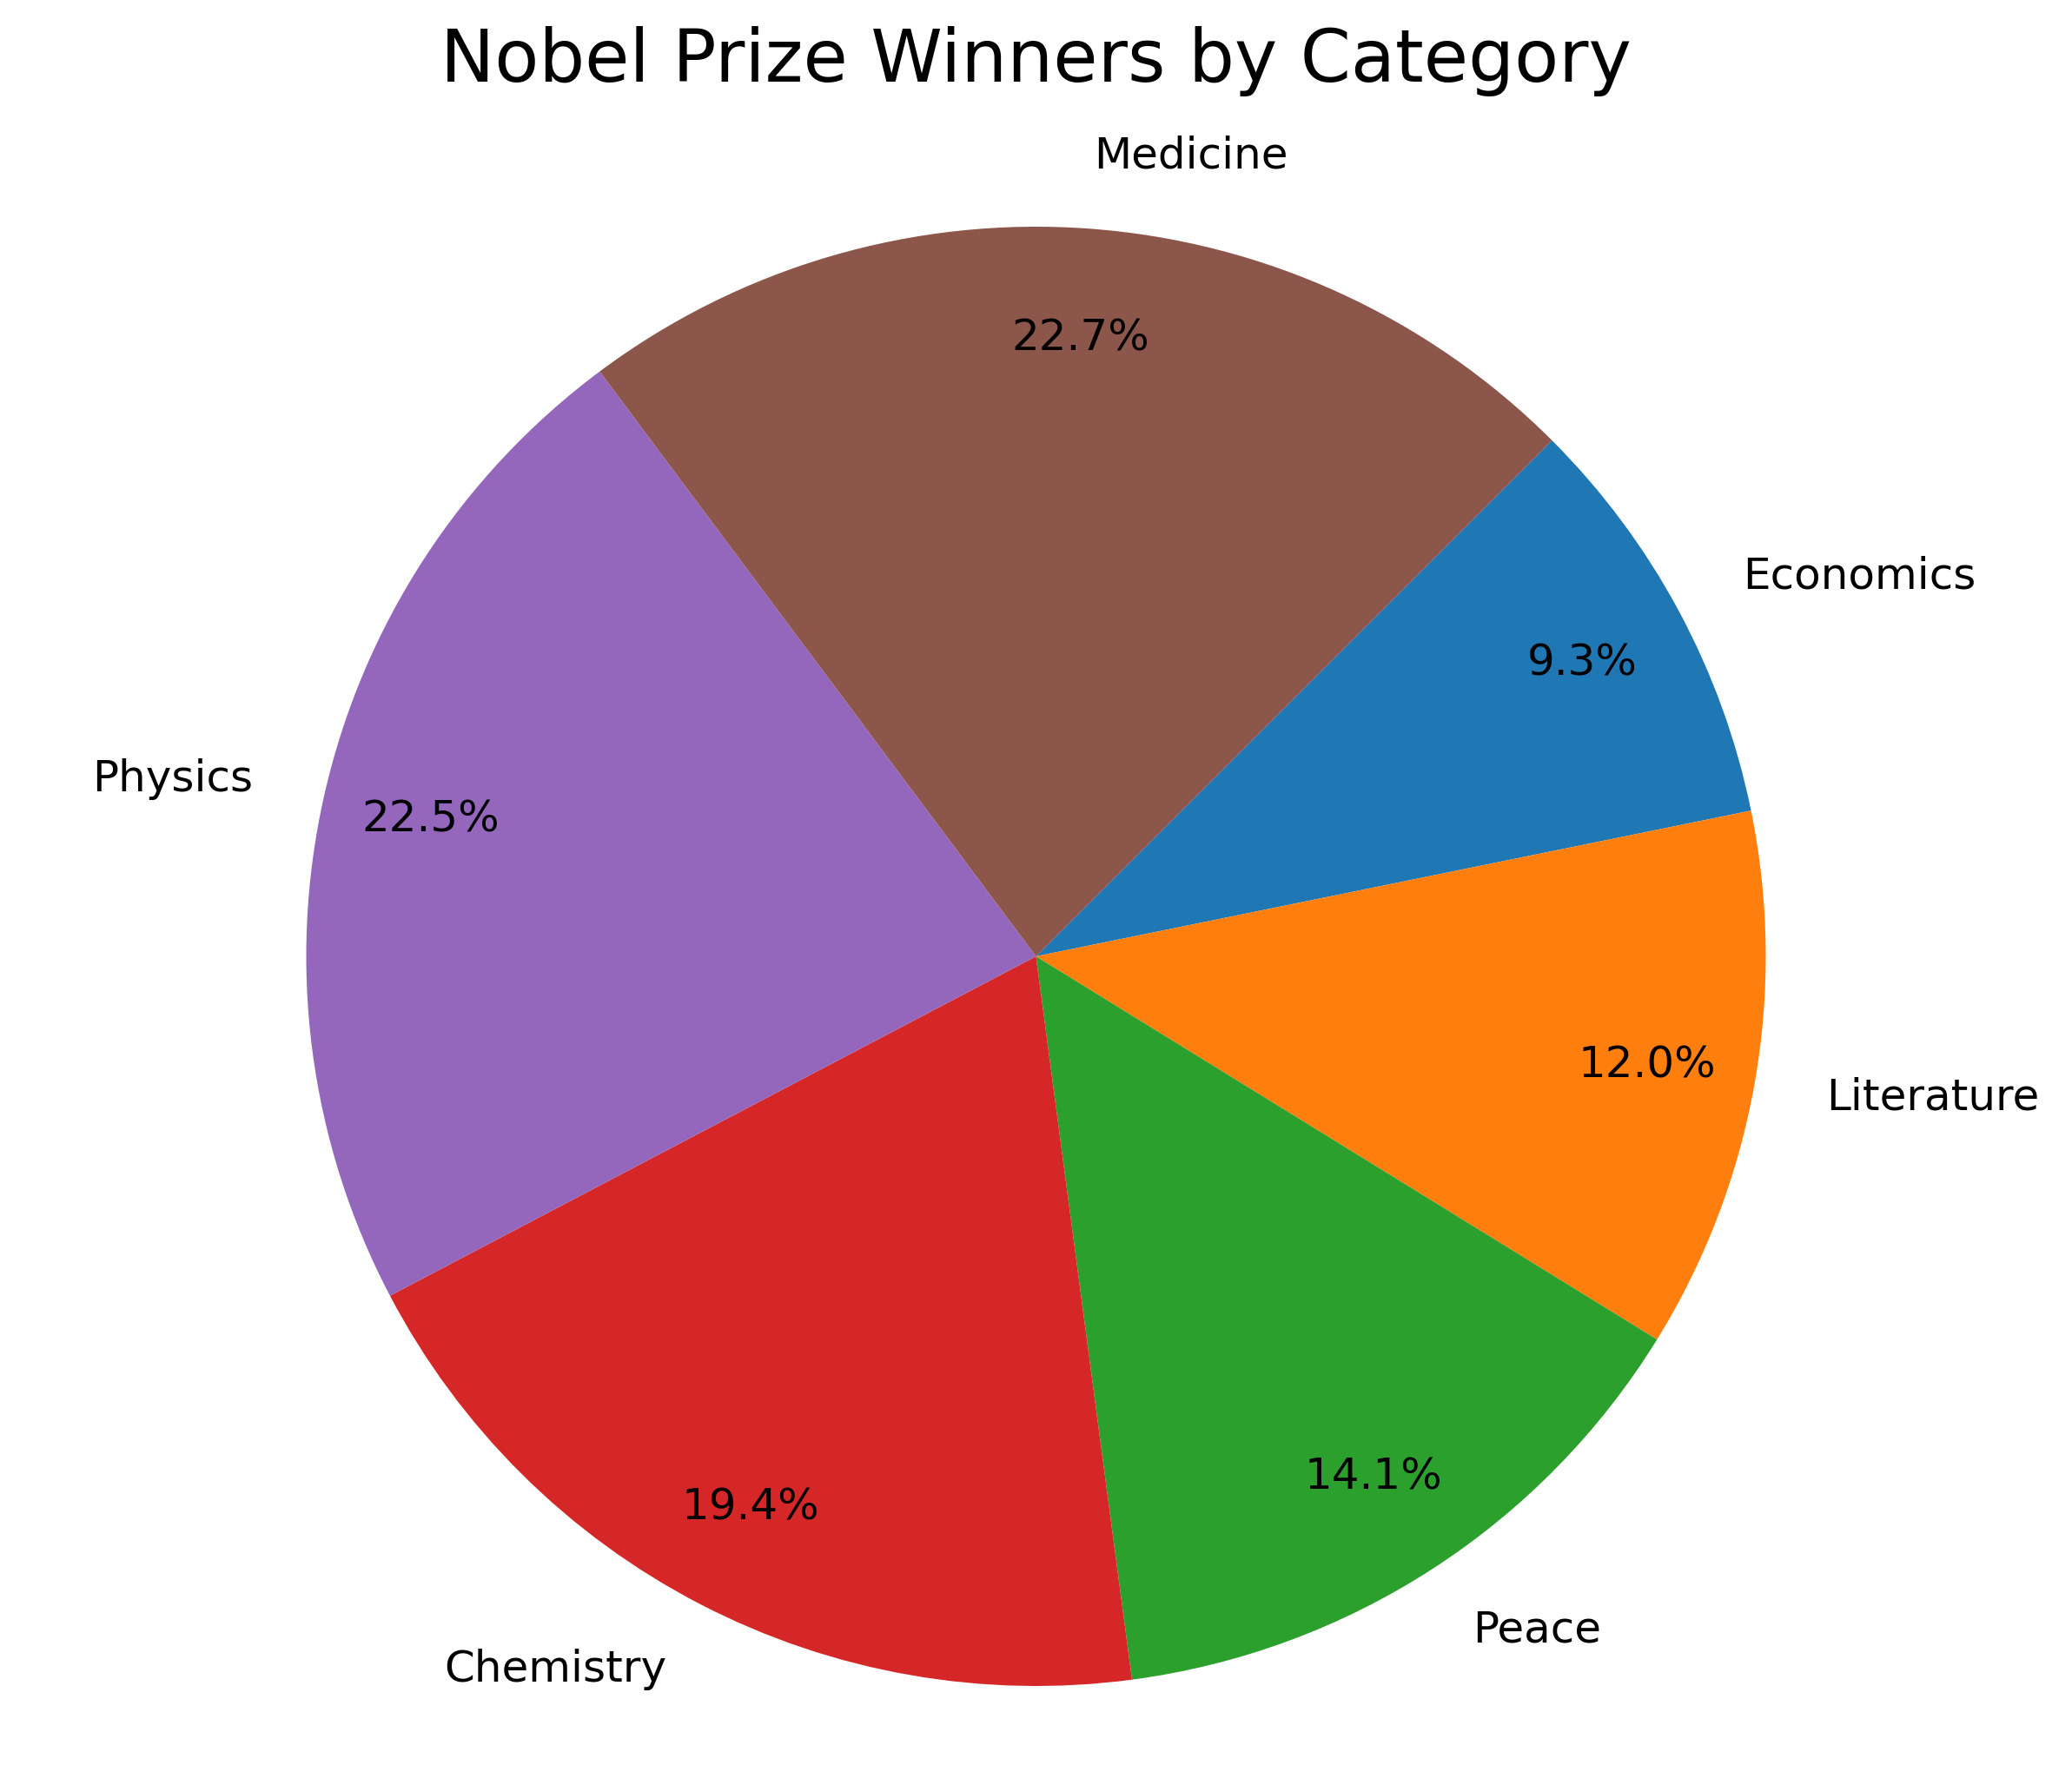 Nobel Prize Winners by Category
Medicine
22.7%
Economics
9.3%
Physics
22.5%
12.0%
Literature
14.1%
19.4%
Peace
Chemistry